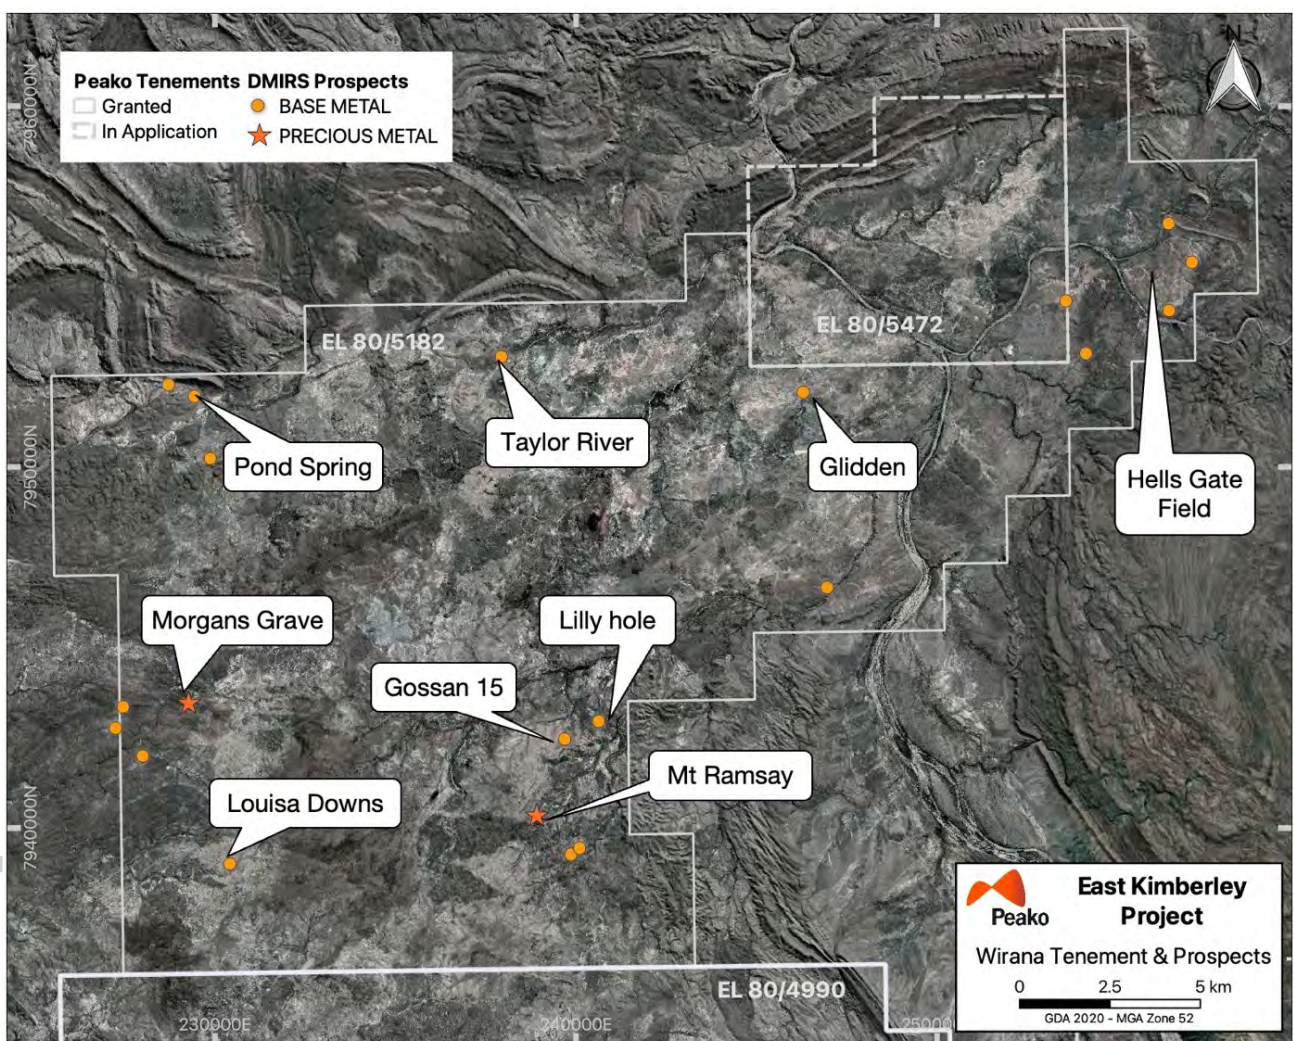 Peako Tenements DMIRS Prospects
Granted BASE METAL
In Application PRECIOUS METAL
N
7960000N
EL 80/5182
EL 80/5472
Taylor River
Pond Spring
Glidden
Hells Gate
Field
7950000N
Morgans Grave
Lilly hole
Gossan 15
Mt Ramsay
Louisa Downs
7940000N
Peako
East Kimberley
Project
Wirana Tenement & Prospects
0 2.5 5 km
GDA 2020 - MGA Zone 52
EL 80/4990
230000E
240000E